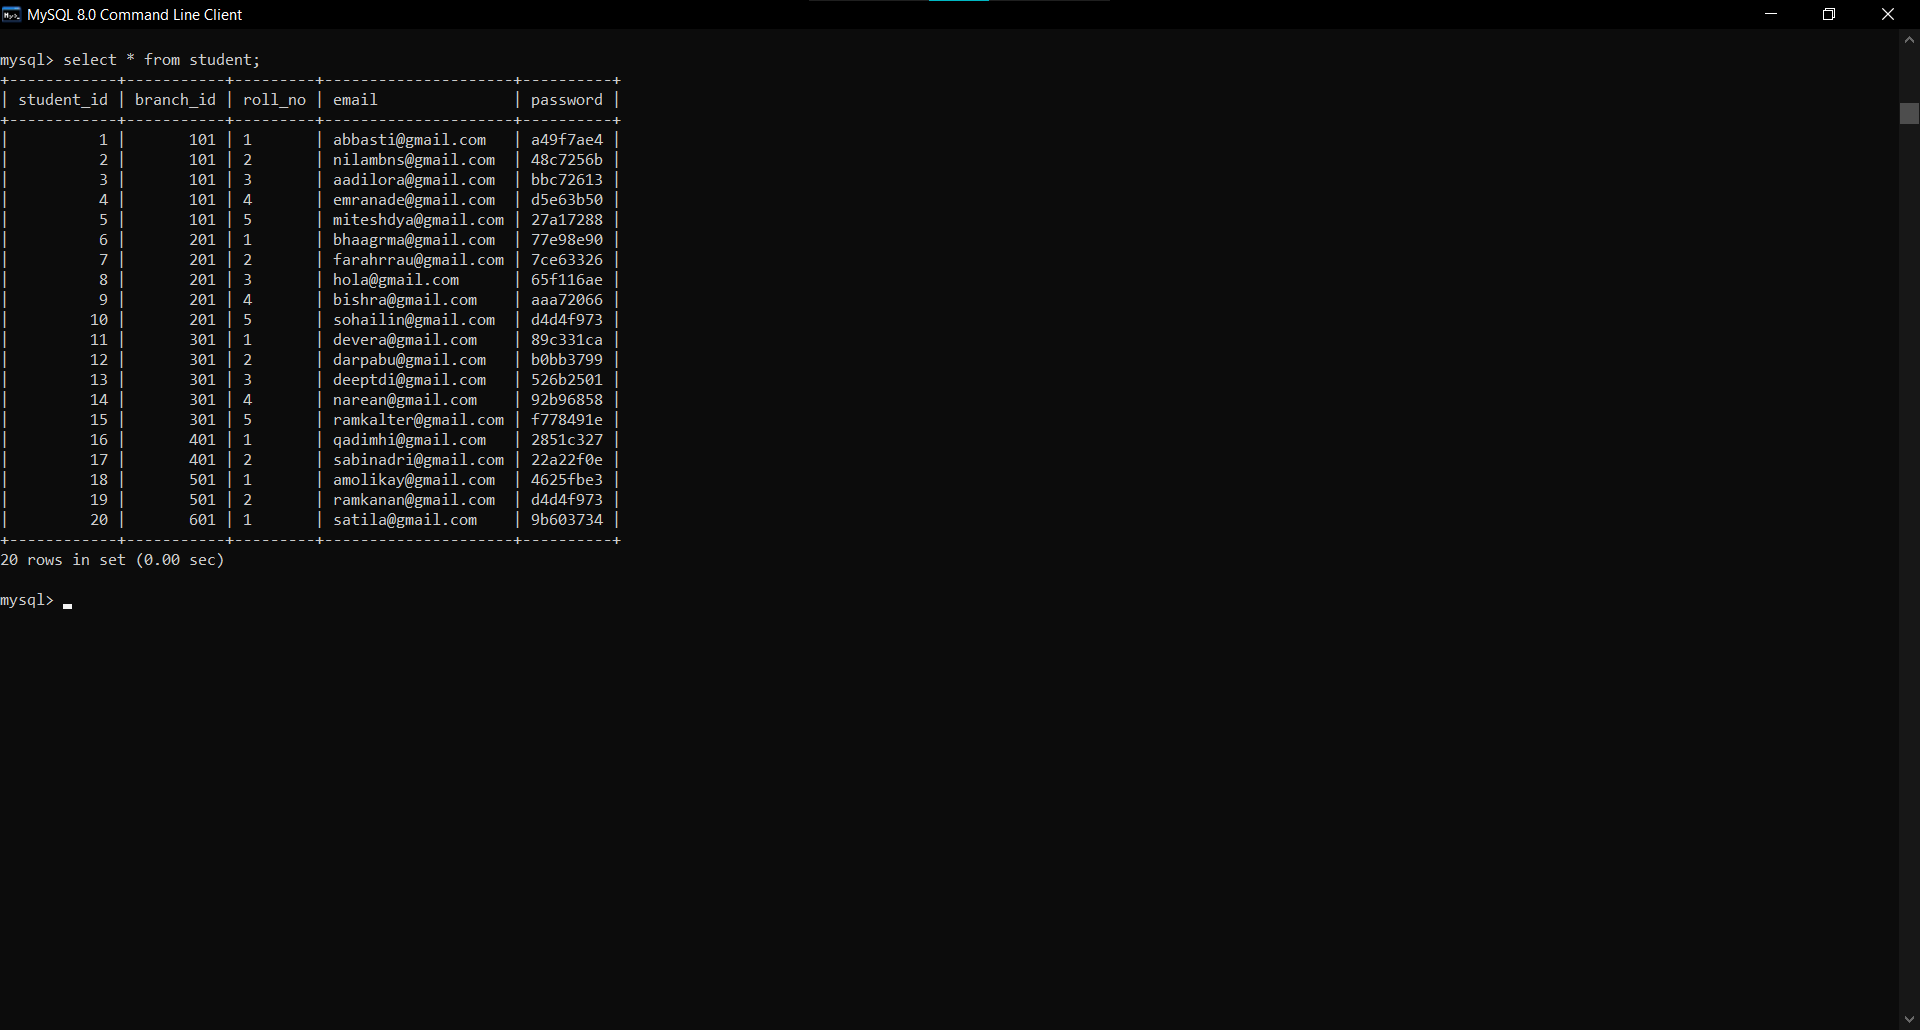 MySQL 8.0 Command Line Client
mysql> select * from student;
+------------+-----------+---------+---------------------+----------+
| student_id | branch_id | roll_no | email               | password |
+------------+-----------+---------+---------------------+----------+
|          1 |       101 | 1       | abbasti@gmail.com   | a49f7ae4 |
|          2 |       101 | 2       | nilambns@gmail.com  | 48c7256b |
|          3 |       101 | 3       | aadilora@gmail.com  | bbc72613 |
|          4 |       101 | 4       | emranade@gmail.com  | d5e63b50 |
|          5 |       101 | 5       | miteshdya@gmail.com | 27a17288 |
|          6 |       201 | 1       | bhaagrma@gmail.com  | 77e98e90 |
|          7 |       201 | 2       | farahrrau@gmail.com | 7ce63326 |
|          8 |       201 | 3       | hola@gmail.com      | 65f116ae |
|          9 |       201 | 4       | bishra@gmail.com    | aaa72066 |
|         10 |       201 | 5       | sohailin@gmail.com  | d4d4f973 |
|         11 |       301 | 1       | devera@gmail.com    | 89c331ca |
|         12 |       301 | 2       | darpabu@gmail.com   | b0bb3799 |
|         13 |       301 | 3       | deeptdi@gmail.com   | 526b2501 |
|         14 |       301 | 4       | narean@gmail.com    | 92b96858 |
|         15 |       301 | 5       | ramkalter@gmail.com | f778491e |
|         16 |       401 | 1       | qadimhi@gmail.com   | 2851c327 |
|         17 |       401 | 2       | sabinadri@gmail.com | 22a22f0e |
|         18 |       501 | 1       | amolikay@gmail.com  | 4625fbe3 |
|         19 |       501 | 2       | ramkanan@gmail.com  | d4d4f973 |
|         20 |       601 | 1       | satila@gmail.com    | 9b603734 |
+------------+-----------+---------+---------------------+----------+
20 rows in set (0.00 sec)
mysql>